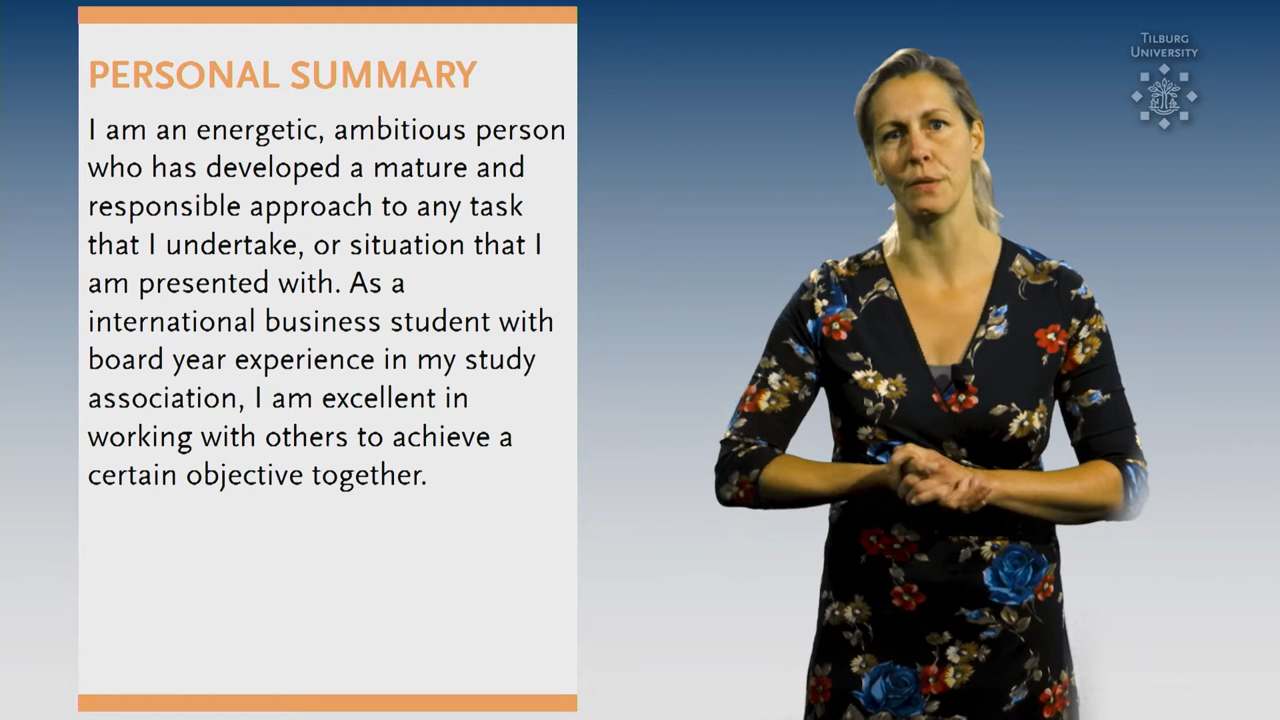 PERSONAL SUMMARY
I am an energetic, ambitious person
who has developed a mature and
responsible approach to any task
that I undertake, or situation that I
am presented with. As a
international business student with
board year experience in my study
association, I am excellent in
working with others to achieve a
certain objective together.
TILBURG
UNIVERSITY